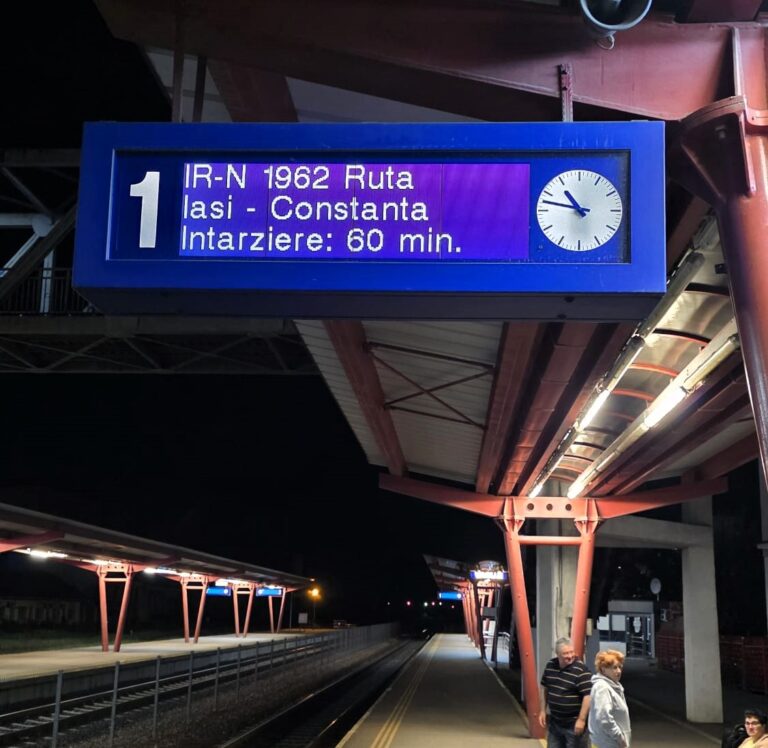 1
IR-N 1962 Ruta
Iasi - Constanta
Intarziere: 60 min.